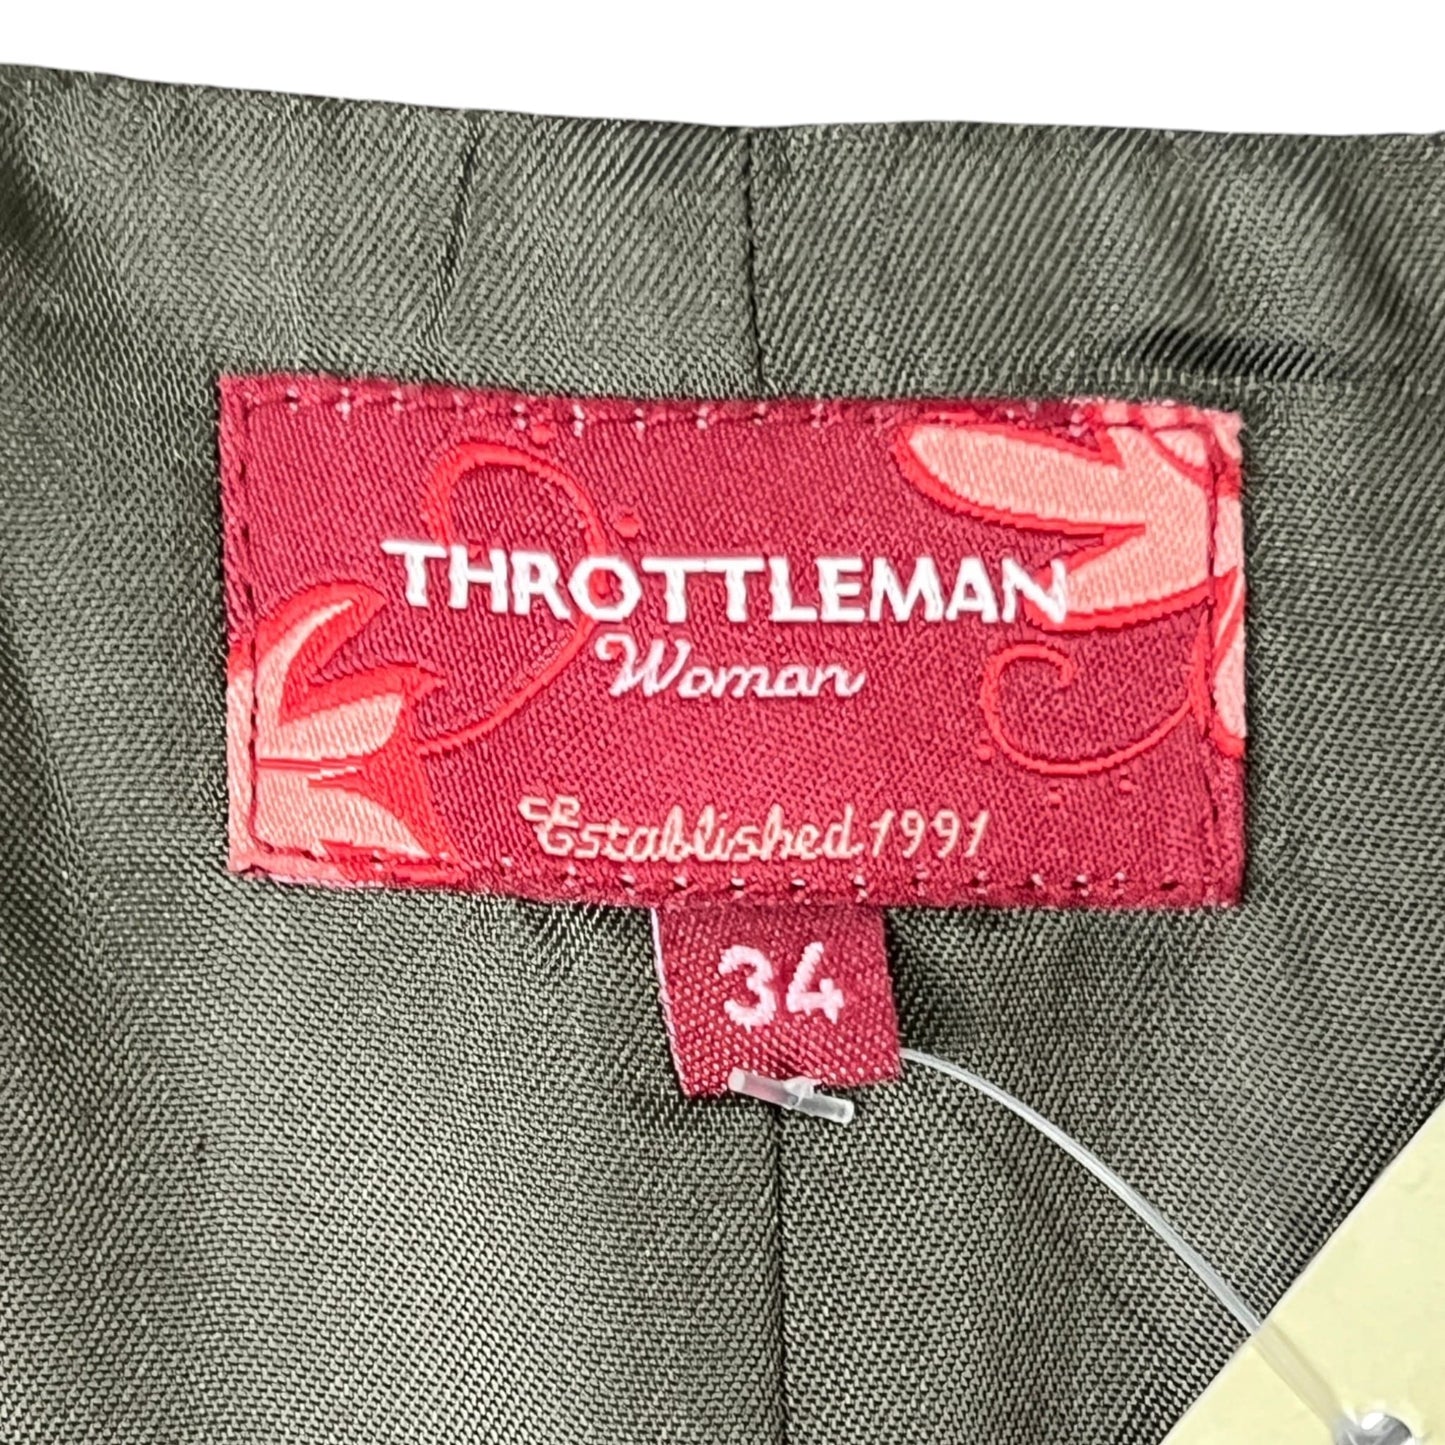 THROTTLEMAN
Woman
Established 1991
34